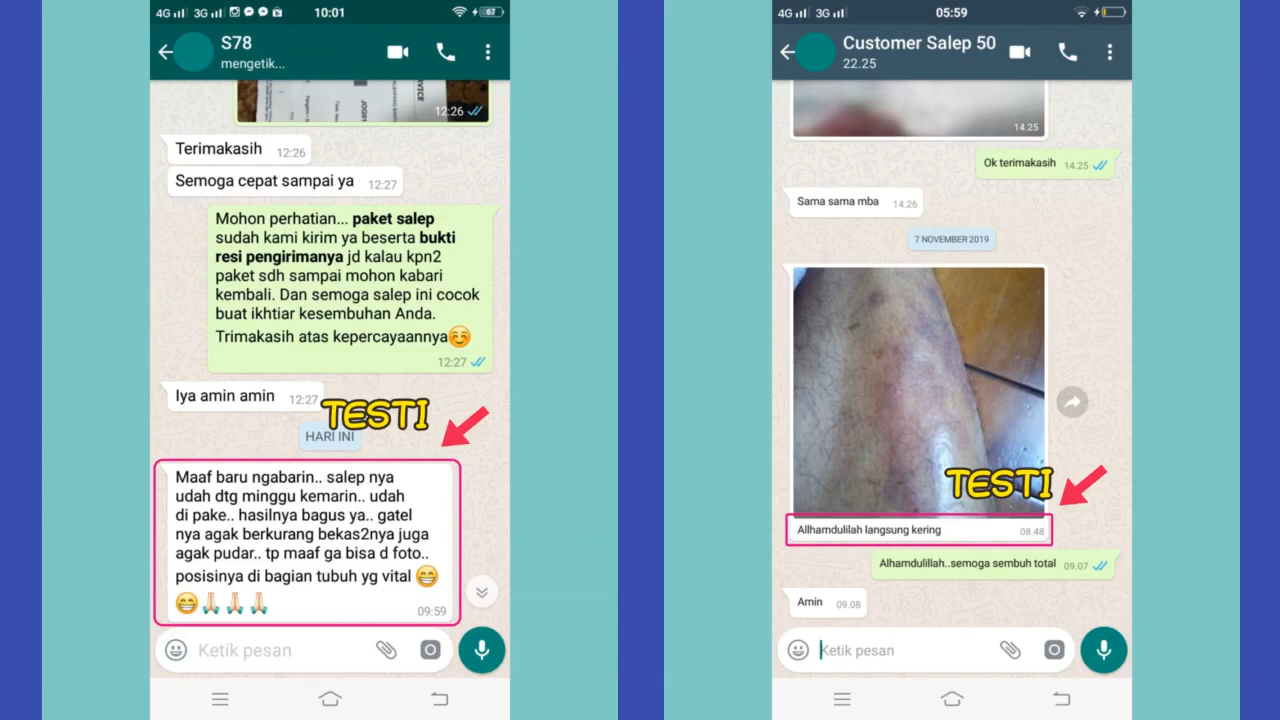 4G 3G 10:01 67
S78
mengetik...
VICE
JOG01
12:26
Terimakasih 12:26
Semoga cepat sampai ya 12:27
Mohon perhatian... paket salep
sudah kami kirim ya beserta bukti
resi pengirimanya jd kalau kpn2
paket sdh sampai mohon kabari
kembali. Dan semoga salep ini cocok
buat ikhtiar kesembuhan Anda.
Trimakasih atas kepercayaannya😊
12:27
Iya amin amin 12:27
TESTI
HARI INI
Maaf baru ngabarin.. salep nya
udah dtg minggu kemarin.. udah
di pake.. hasilnya bagus ya.. gatel
nya agak berkurang bekas2nya juga
agak pudar.. tp maaf ga bisa d foto..
posisinya di bagian tubuh yg vital 😁
😁🙏🙏🙏 09:59
Ketik pesan
4G 3G 05:59
Customer Salep 50
22.25
14.25
Ok terimakasih 14.25
Sama sama mba 14.26
7 NOVEMBER 2019
TESTI
Allhamdulilah langsung kering 08.48
Alhamdulillah..semoga sembuh total 09.07
Amin 09.08
Ketik pesan